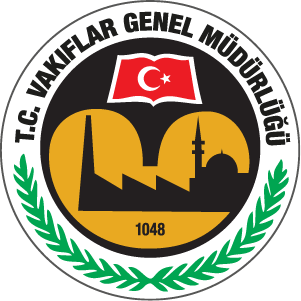 T.C. VAKIFLAR GENEL MÜDÜRLÜĞÜ
1048